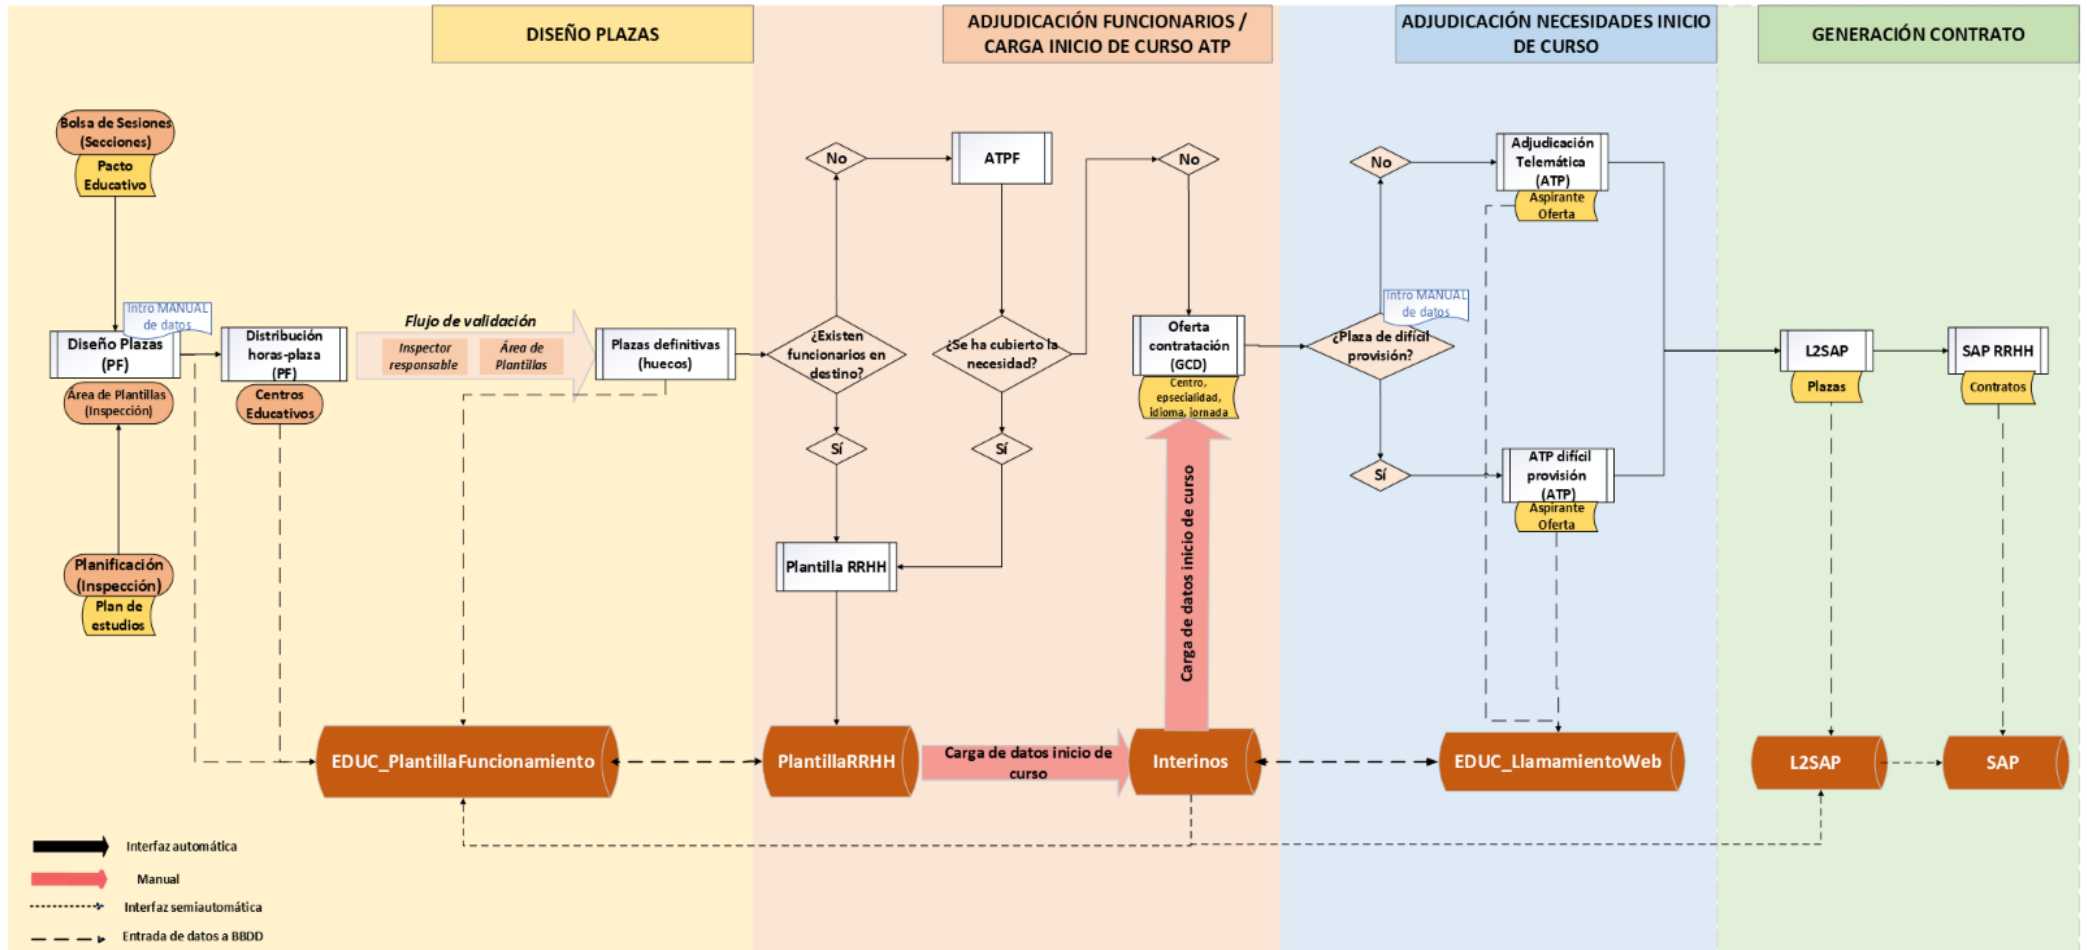 DISEÑO PLAZAS
ADJUDICACIÓN FUNCIONARIOS /
CARGA INICIO DE CURSO ATP
ADJUDICACIÓN NECESIDADES INICIO
DE CURSO
GENERACIÓN CONTRATO
Bolsa de Sesiones
(Secciones)
Pacto
Educativo
Intro MANUAL
de datos
Diseño Plazas
(PF)
Área de Plantillas
(Inspección)
Planificación
(Inspección)
Plan de
estudios
Distribución
horas-plaza
(PF)
Centros
Educativos
Flujo de validación
Inspector
responsable
Área de
Plantillas
Plazas definitivas
(huecos)
No
¿Existen
funcionarios en
destino?
Sí
Plantilla RRHH
ATPF
¿Se ha cubierto la
necesidad?
Sí
No
Oferta
contratación
(GCD)
Centro,
epsecialidad,
idioma, jornada
Carga de datos inicio de curso
No
Intro MANUAL
de datos
¿Plaza de difícil
provisión?
Sí
Adjudicación
Telemática
(ATP)
Aspirante
Oferta
ATP difícil
provisión
(ATP)
Aspirante
Oferta
L2SAP
Plazas
SAP RRHH
Contratos
EDUC_PlantillaFuncionamiento
PlantillaRRHH
Carga de datos inicio de
curso
Interinos
EDUC_LlamamientoWeb
L2SAP
SAP
Interfaz automática
Manual
Interfaz semiautomática
Entrada de datos a BBDD